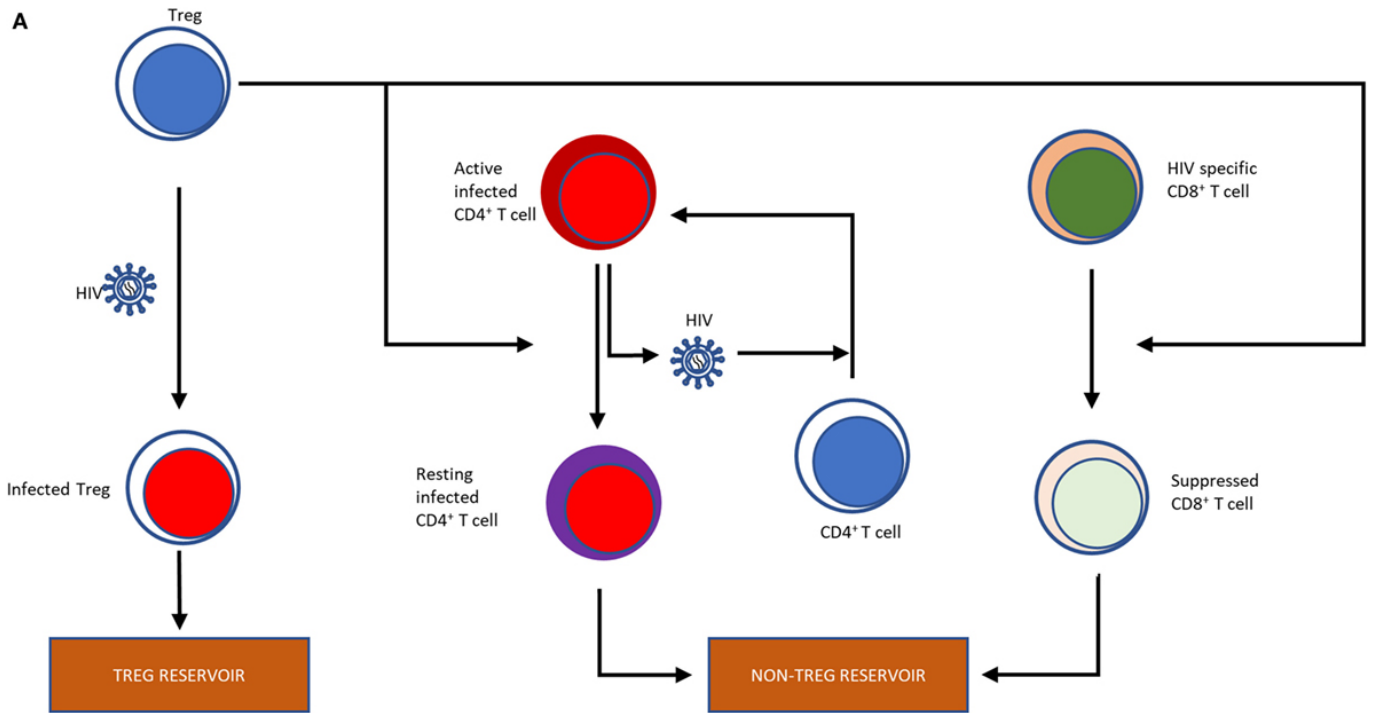 A
Treg
Active
infected
CD4⁺ T cell
HIV specific
CD8⁺ T cell
HIV
HIV
Infected Treg
Resting
infected
CD4⁺ T cell
CD4⁺ T cell
Suppressed
CD8⁺ T cell
TREG RESERVOIR
NON-TREG RESERVOIR